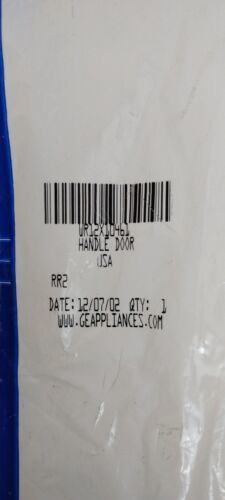 WR12X10461
HANDLE DOOR
USA
RR2
DATE: 12/07/02 QTY: 1
WWW.GEAPPLIANCES.COM